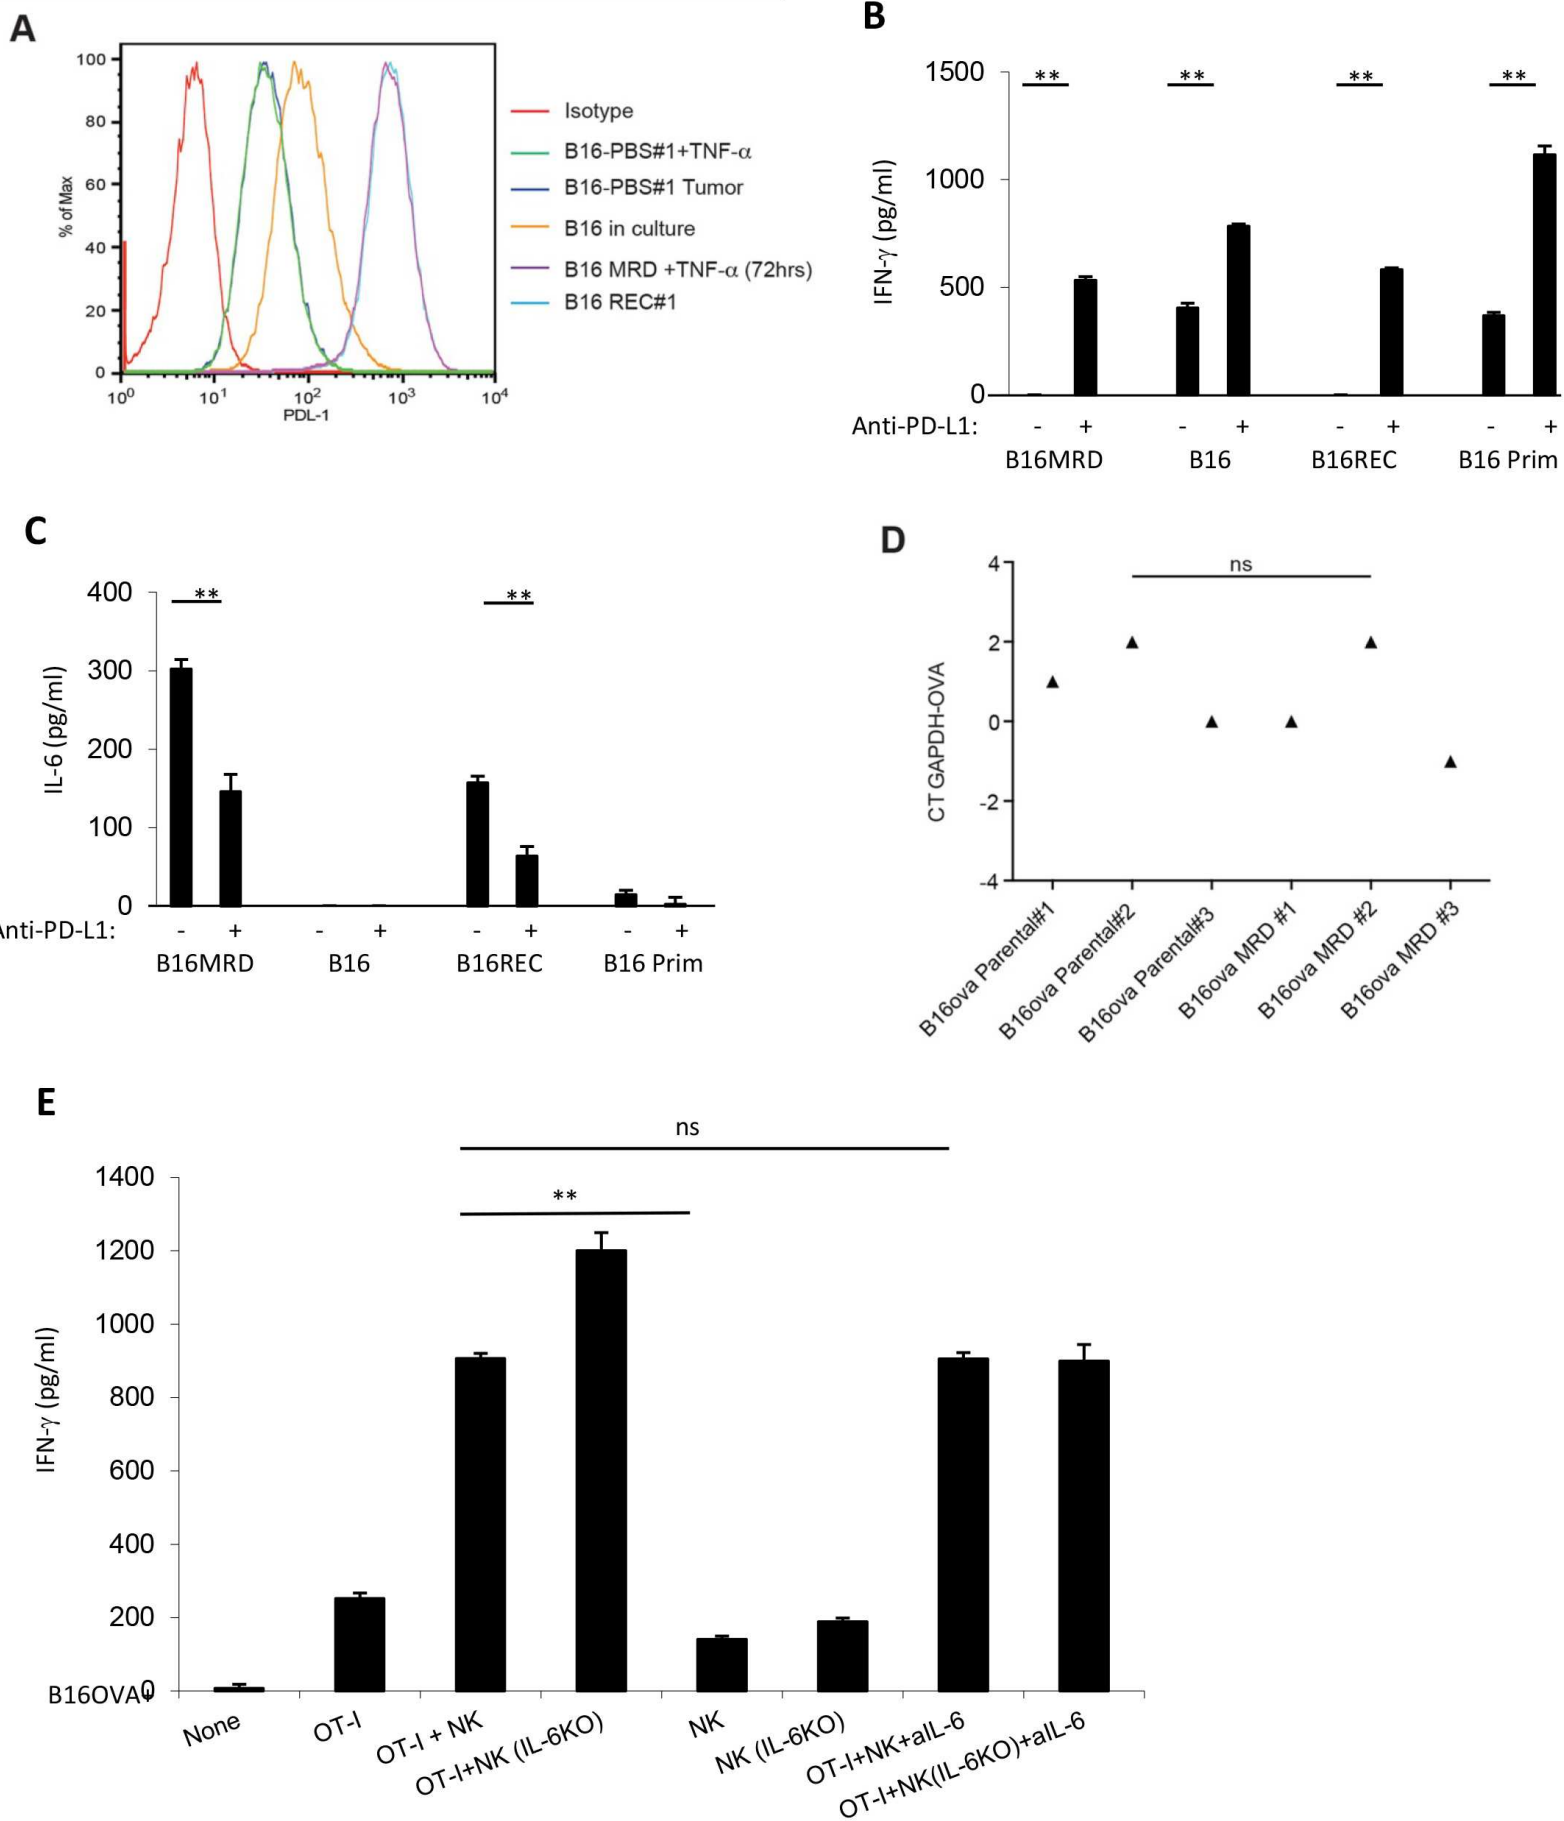 A
100
80
60
40
20
0
% of Max
10^0 10^1 10^2 10^3 10^4
PDL-1
Isotype
B16-PBS#1+TNF-α
B16-PBS#1 Tumor
B16 in culture
B16 MRD +TNF-α (72hrs)
B16 REC#1
B
1500
1000
500
0
IFN-γ (pg/ml)
** ** ** **
Anti-PD-L1: - + - + - + - +
B16MRD B16 B16REC B16 Prim
C
400
300
200
100
0
IL-6 (pg/ml)
** **
Anti-PD-L1: - + - + - + - +
B16MRD B16 B16REC B16 Prim
D
4
2
0
-2
-4
CT GAPDH-OVA
ns
B16ova Parental#1
B16ova Parental#2
B16ova Parental#3
B16ova MRD #1
B16ova MRD #2
B16ova MRD #3
E
ns
**
1400
1200
1000
800
600
400
200
0
IFN-γ (pg/ml)
B16OVA+
None
OT-I
OT-I + NK
OT-I+NK (IL-6KO)
NK
NK (IL-6KO)
OT-I+NK+aIL-6
OT-I+NK(IL-6KO)+aIL-6